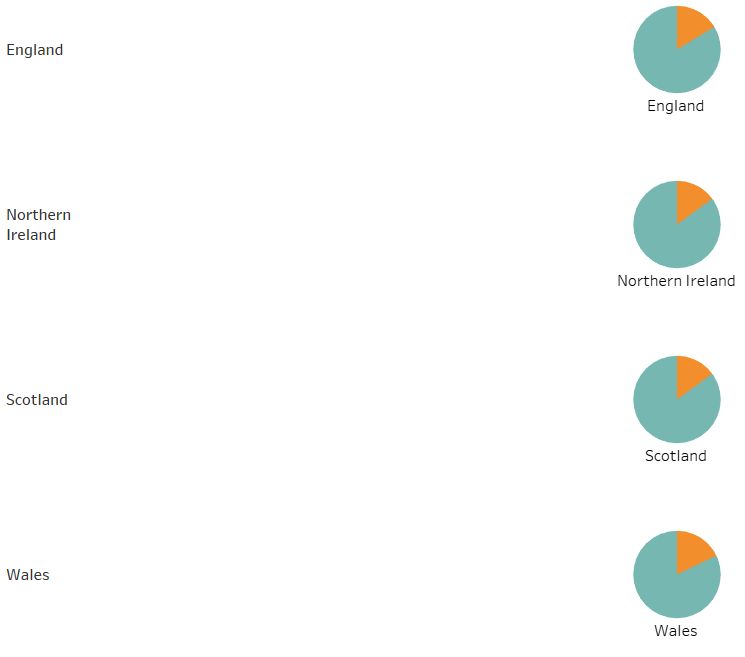 England
England
Northern
Ireland
Northern Ireland
Scotland
Scotland
Wales
Wales